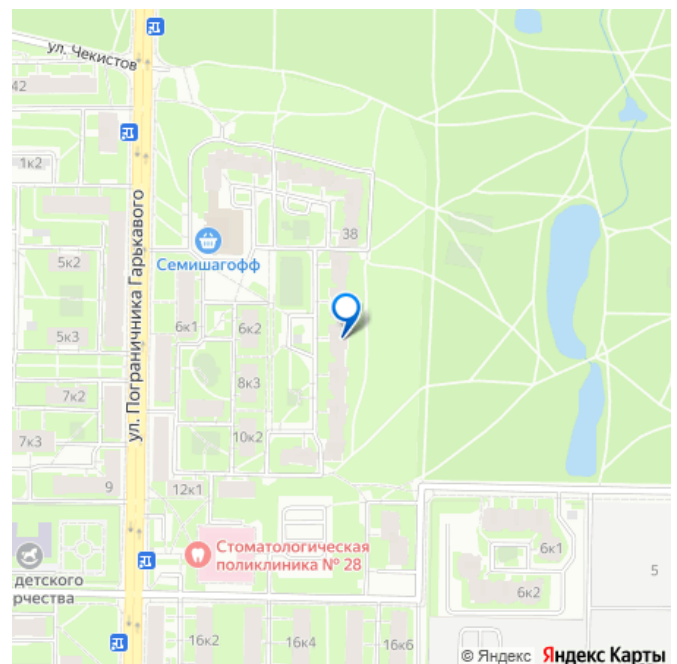 ул. Чекистов
42
1к2
ул. Пограничника Гарькавого
38
Семишагофф
5к2
6к1
6к2
5к3
8к3
7к2
10к2
7к3
9
12к1
Стоматологическая
поликлиника № 28
6к1
5
детского
рчества
6к2
16к2
16к4
16к6
© Яндекс Яндекс Карты